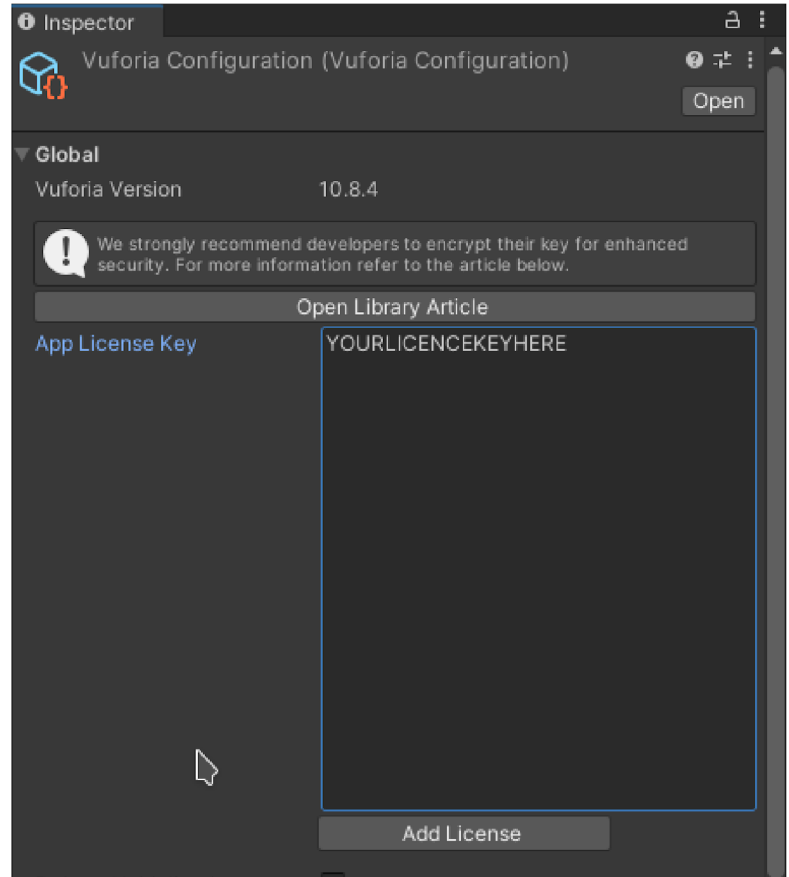 Inspector
Vuforia Configuration (Vuforia Configuration)
Open
Global
Vuforia Version 10.8.4
We strongly recommend developers to encrypt their key for enhanced
security. For more information refer to the article below.
Open Library Article
App License Key YOURLICENCEKEYHERE
Add License